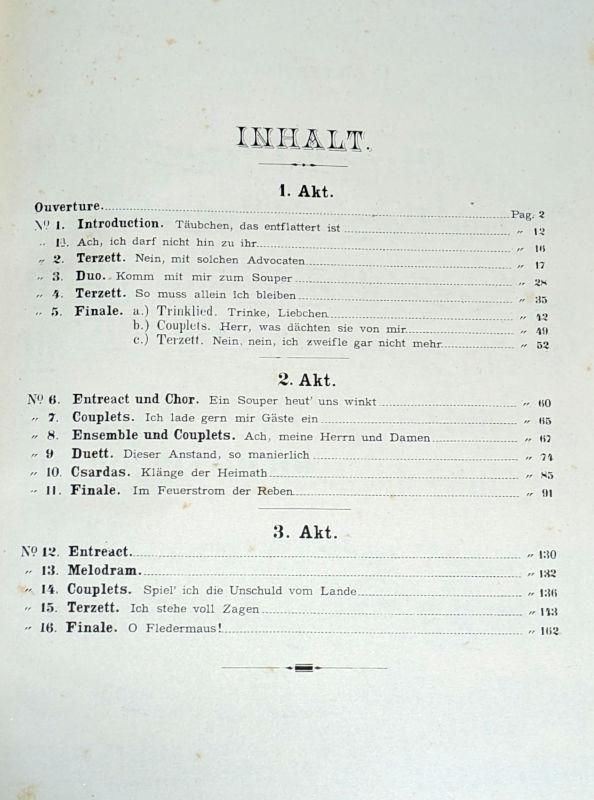 INHALT.
1. Akt.
Ouverture. Pag. 2
Nº 1. Introduction. Täubchen, das entflattert ist „ 12
„ 1a. Ach, ich darf nicht hin zu ihr. „ 16
„ 2. Terzett. Nein, mit solchen Advocaten „ 17
„ 3. Duo. Komm mit mir zum Souper „ 28
„ 4. Terzett. So muss allein ich bleiben „ 35
„ 5. Finale. a.) Trinklied. Trinke, Liebchen „ 42
b.) Couplets. Herr, was dächten sie von mir „ 49
c.) Terzett. Nein, nein, ich zweifle gar nicht mehr „ 52
2. Akt.
Nº 6. Entreact und Chor. Ein Souper heut' uns winkt „ 60
„ 7. Couplets. Ich lade gern mir Gäste ein „ 65
„ 8. Ensemble und Couplets. Ach, meine Herrn und Damen „ 67
„ 9 Duett. Dieser Anstand, so manierlich „ 74
„ 10. Csardas. Klänge der Heimath „ 85
„ 11. Finale. Im Feuerstrom der Reben „ 91
3. Akt.
Nº 12. Entreact. „ 130
„ 13. Melodram. „ 132
„ 14. Couplets. Spiel' ich die Unschuld vom Lande „ 136
„ 15. Terzett. Ich stehe voll Zagen „ 143
„ 16. Finale. O Fledermaus! „ 162